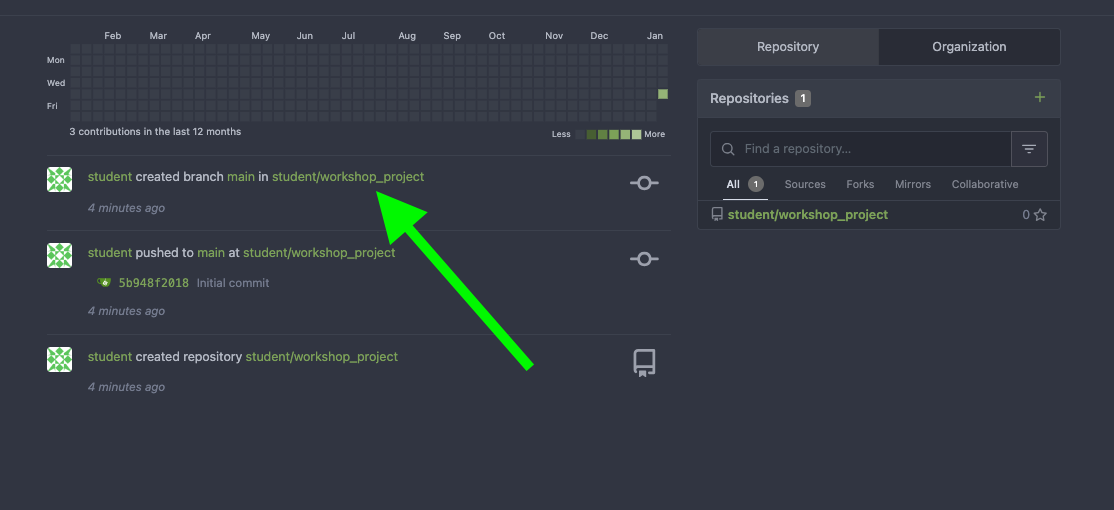 Feb Mar Apr May Jun Jul Aug Sep Oct Nov Dec Jan
Mon
Wed
Fri
3 contributions in the last 12 months
Less More
student created branch main in student/workshop_project
4 minutes ago
student pushed to main at student/workshop_project
5b948f2018 Initial commit
4 minutes ago
student created repository student/workshop_project
4 minutes ago
Repository Organization
Repositories 1
Find a repository...
All 1 Sources Forks Mirrors Collaborative
student/workshop_project 0